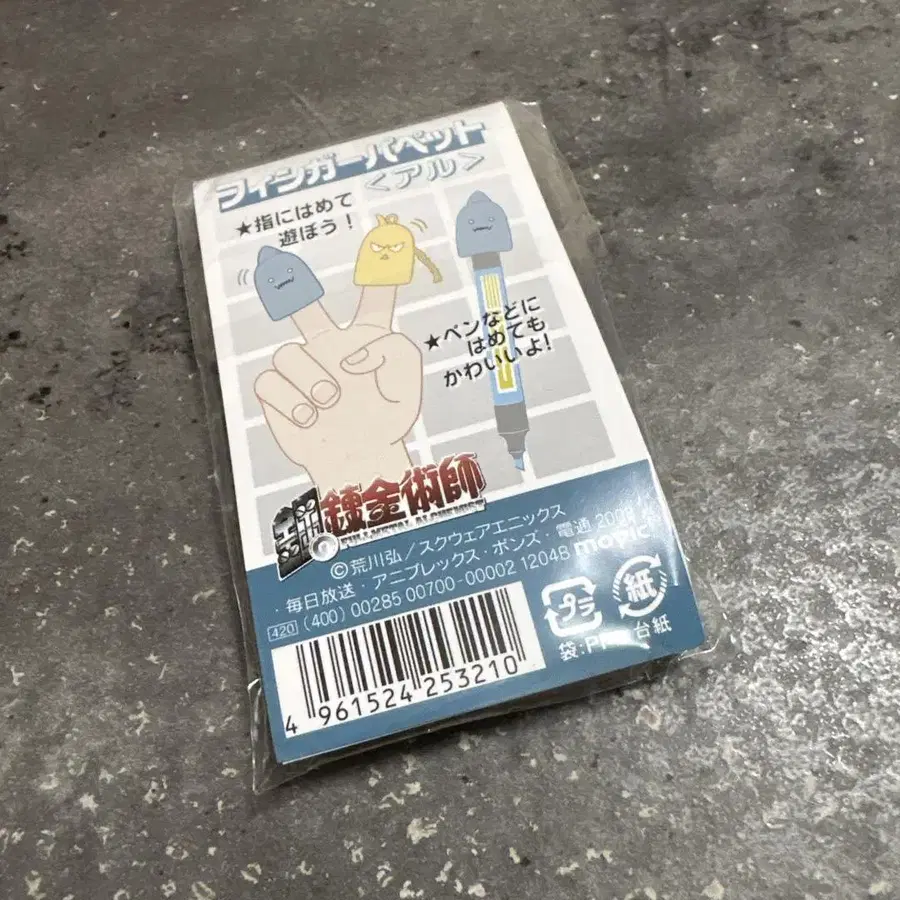 フィンガーパペット
<アル>
★指にはめて
遊ぼう!
★ペンなどに
はめても
かわいいよ!
鋼の錬金術師
FULLMETAL ALCHEMIST
©荒川弘/スクウェアエニックス
・毎日放送・アニプレックス・ボンズ・電通 2009
movic
420 (400) 00285 00700-00002 12048
プラ
紙
袋:PP 台紙
4 961524 253210